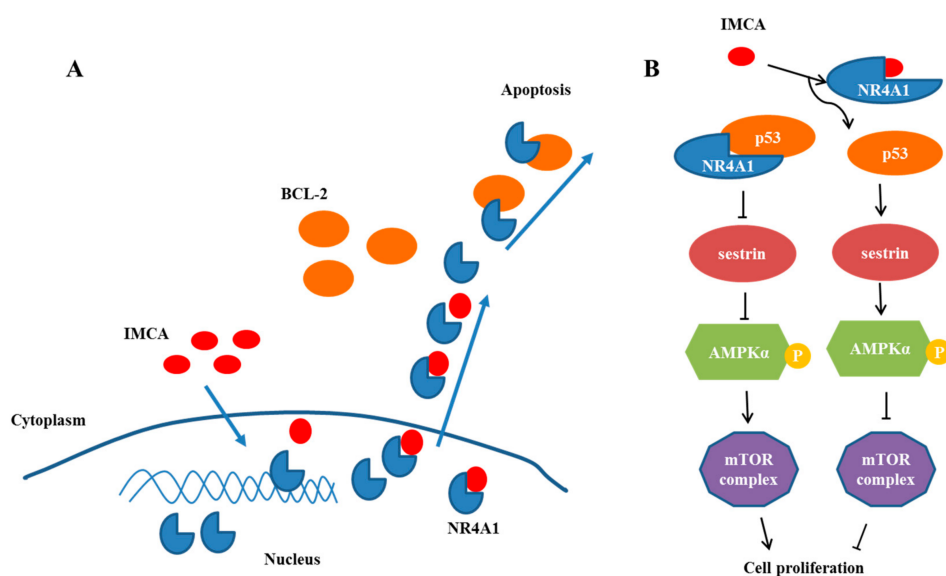 A
Apoptosis
BCL-2
IMCA
Cytoplasm
NR4A1
Nucleus
B
IMCA
NR4A1
p53
NR4A1
p53
sestrin
sestrin
AMPKα
P
AMPKα
P
mTOR
complex
mTOR
complex
Cell proliferation